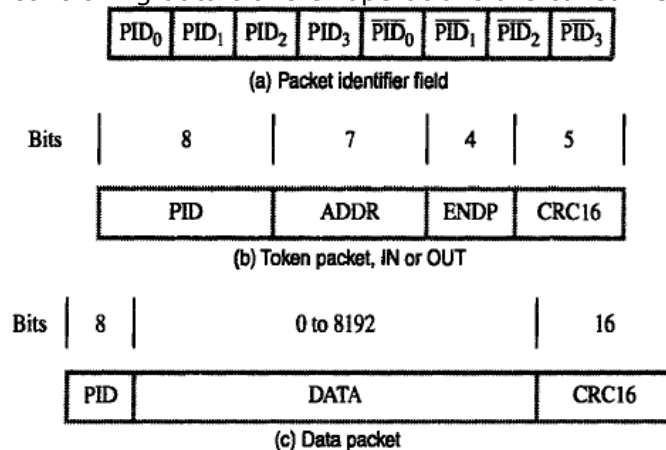 PID₀ PID₁ PID₂ PID₃ P̅I̅D̅₀ P̅I̅D̅₁ P̅I̅D̅₂ P̅I̅D̅₃
(a) Packet identifier field
Bits 8 7 4 5
PID ADDR ENDP CRC16
(b) Token packet, IN or OUT
Bits 8 0 to 8192 16
PID DATA CRC16
(c) Data packet